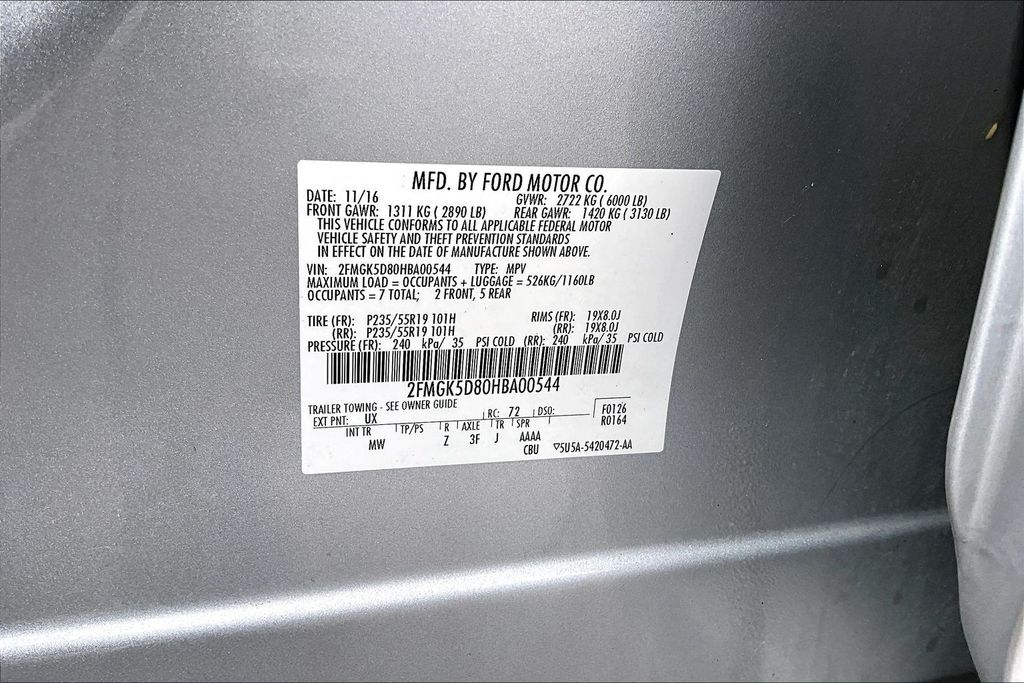 MFD. BY FORD MOTOR CO.
DATE: 11/16 GVWR: 2722 KG ( 6000 LB)
FRONT GAWR: 1311 KG ( 2890 LB) REAR GAWR: 1420 KG ( 3130 LB)
THIS VEHICLE CONFORMS TO ALL APPLICABLE FEDERAL MOTOR
VEHICLE SAFETY AND THEFT PREVENTION STANDARDS
IN EFFECT ON THE DATE OF MANUFACTURE SHOWN ABOVE.
VIN: 2FMGK5D80HBA00544 TYPE: MPV
MAXIMUM LOAD = OCCUPANTS + LUGGAGE = 526KG/1160LB
OCCUPANTS = 7 TOTAL; 2 FRONT, 5 REAR
TIRE (FR): P235/55R19 101H RIMS (FR): 19X8.0J
(RR): P235/55R19 101H (RR): 19X8.0J
PRESSURE (FR): 240 kPa/ 35 PSI COLD (RR): 240 kPa/ 35 PSI COLD
2FMGK5D80HBA00544
TRAILER TOWING - SEE OWNER GUIDE
EXT PNT: UX RC: 72 DSO: F0126
R0164
INT TR TP/PS R AXLE TR SPR
MW Z 3F J AAAA
CBU ▽5U5A-5420472-AA